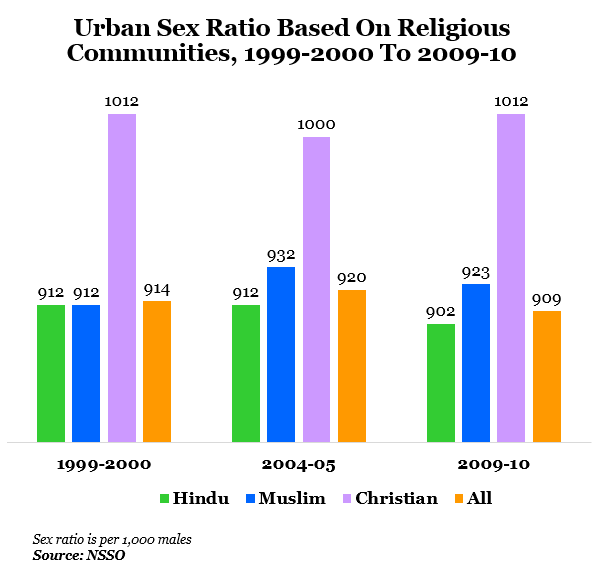 Urban Sex Ratio Based On Religious
Communities, 1999-2000 To 2009-10
1012
1000
1012
912 912 914
912 932 920
902 923 909
1999-2000 2004-05 2009-10
Hindu Muslim Christian All
Sex ratio is per 1,000 males
Source: NSSO